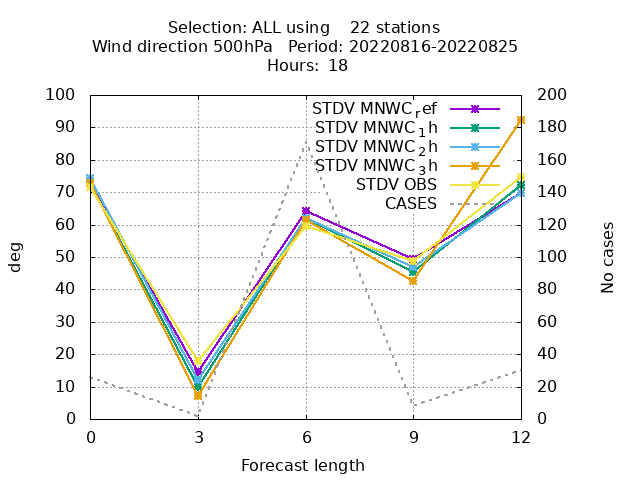 Selection: ALL using    22 stations
Wind direction 500hPa   Period: 20220816-20220825
Hours:  18
100 200
90 180
80 160
70 140
60 120
50 100
40 80
30 60
20 40
10 20
0 0
STDV MNWC_ref
STDV MNWC_1h
STDV MNWC_2h
STDV MNWC_3h
STDV OBS
CASES
deg
No cases
0 3 6 9 12
Forecast length